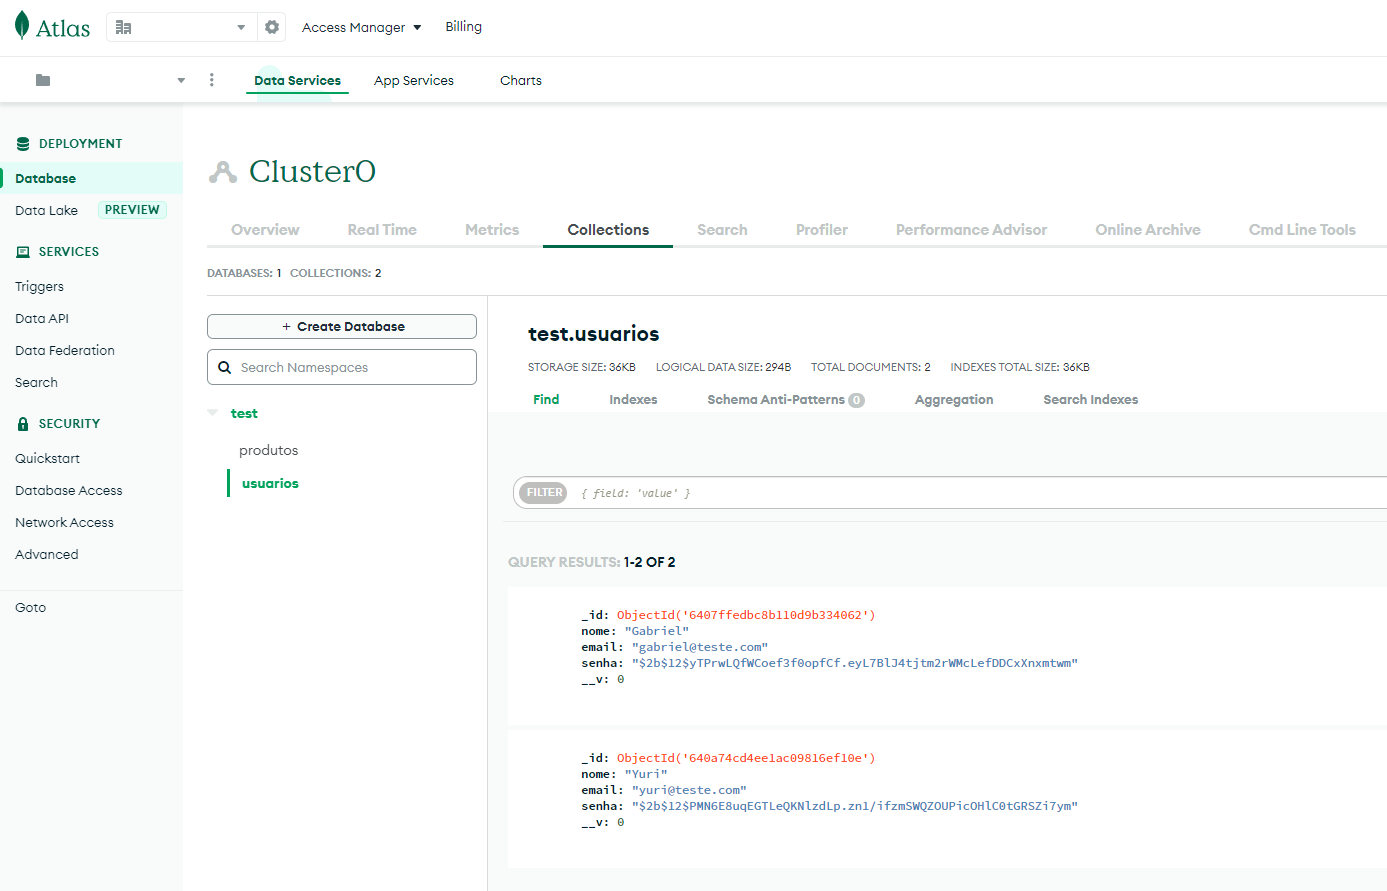 Atlas
Access Manager
Billing
Data Services
App Services
Charts
DEPLOYMENT
Database
Data Lake PREVIEW
SERVICES
Triggers
Data API
Data Federation
Search
SECURITY
Quickstart
Database Access
Network Access
Advanced
Goto
Cluster0
Overview
Real Time
Metrics
Collections
Search
Profiler
Performance Advisor
Online Archive
Cmd Line Tools
DATABASES: 1 COLLECTIONS: 2
+ Create Database
Search Namespaces
test
produtos
usuarios
test.usuarios
STORAGE SIZE: 36KB LOGICAL DATA SIZE: 294B TOTAL DOCUMENTS: 2 INDEXES TOTAL SIZE: 36KB
Find
Indexes
Schema Anti-Patterns 0
Aggregation
Search Indexes
FILTER { field: 'value' }
QUERY RESULTS: 1-2 OF 2
_id: ObjectId('6407ffedbc8b110d9b334062')
nome: "Gabriel"
email: "gabriel@teste.com"
senha: "$2b$12$yTPrwLQfWCoef3f0opfCf.eyL7BlJ4tjtm2rWMcLefDDCxXnxmtwm"
__v: 0
_id: ObjectId('640a74cd4ee1ac09816ef10e')
nome: "Yuri"
email: "yuri@teste.com"
senha: "$2b$12$PMN6E8uqEGTLeQKNlzdLp.zn1/ifzmSWQZOUPicOHlC0tGRSZi7ym"
__v: 0